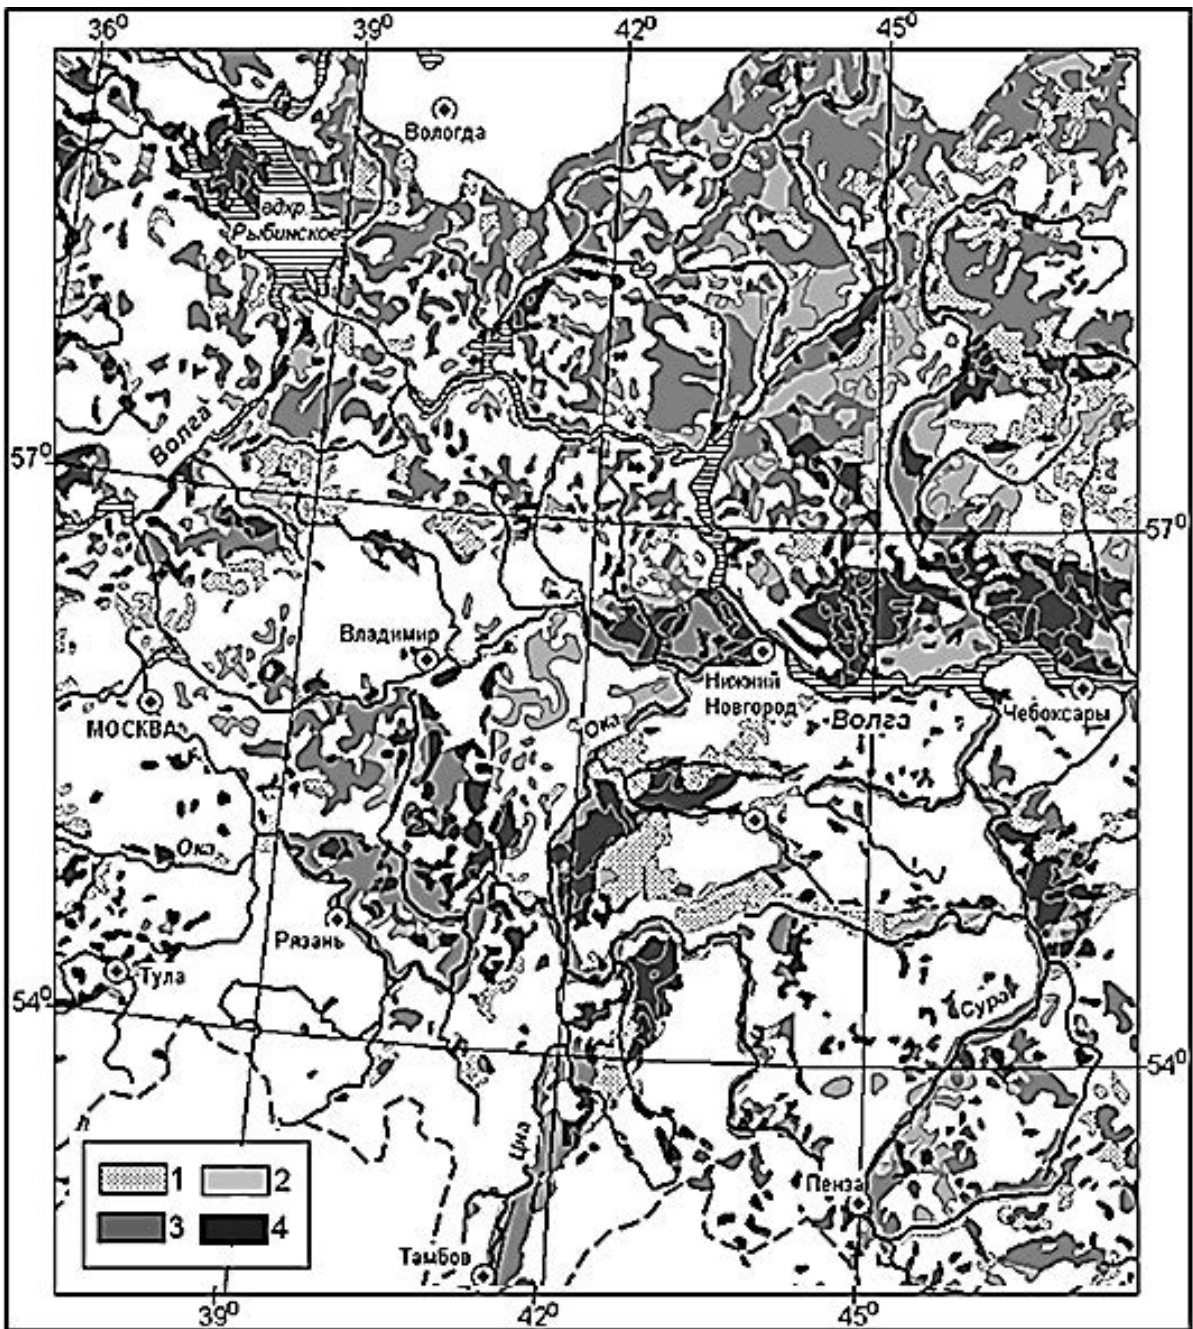 36⁰ 39⁰ 42⁰ 45⁰
Вологда
вдхр.
Рыбинское
Волга
57⁰
57⁰
Владимир
Нижний
Новгород
МОСКВА
Ока
Волга
Чебоксары
Ока
Рязань
Тула
54⁰
Сура
54⁰
Цна
1 2
3 4
Пенза
Тамбов
39⁰ 42⁰ 45⁰